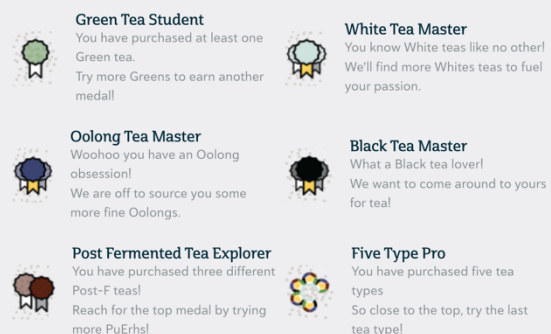 Green Tea Student
You have purchased at least one
Green tea.
Try more Greens to earn another
medal!
White Tea Master
You know White teas like no other!
We'll find more Whites teas to fuel
your passion.
Oolong Tea Master
Woohoo you have an Oolong
obsession!
We are off to source you some
more fine Oolongs.
Black Tea Master
What a Black tea lover!
We want to come around to yours
for tea!
Post Fermented Tea Explorer
You have purchased three different
Post-F teas!
Reach for the top medal by trying
more PuErhs!
Five Type Pro
You have purchased five tea
types
So close to the top, try the last
tea type!